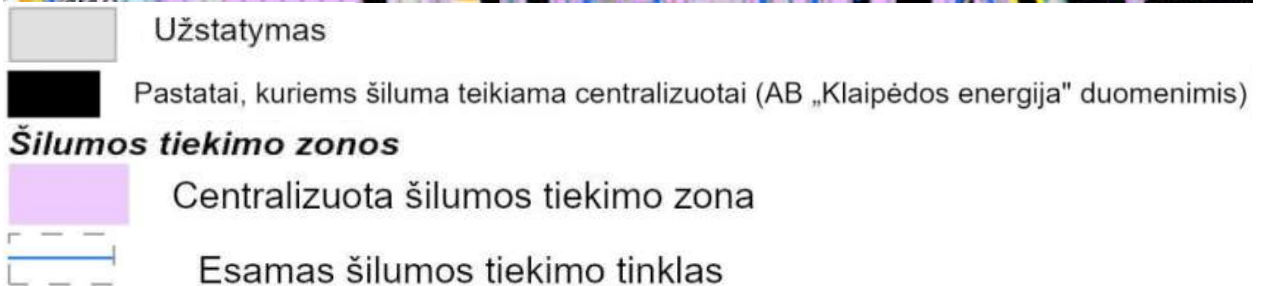 Užstatymas
Pastatai, kuriems šiluma teikiama centralizuotai (AB „Klaipėdos energija" duomenimis)
Šilumos tiekimo zonos
Centralizuota šilumos tiekimo zona
Esamas šilumos tiekimo tinklas